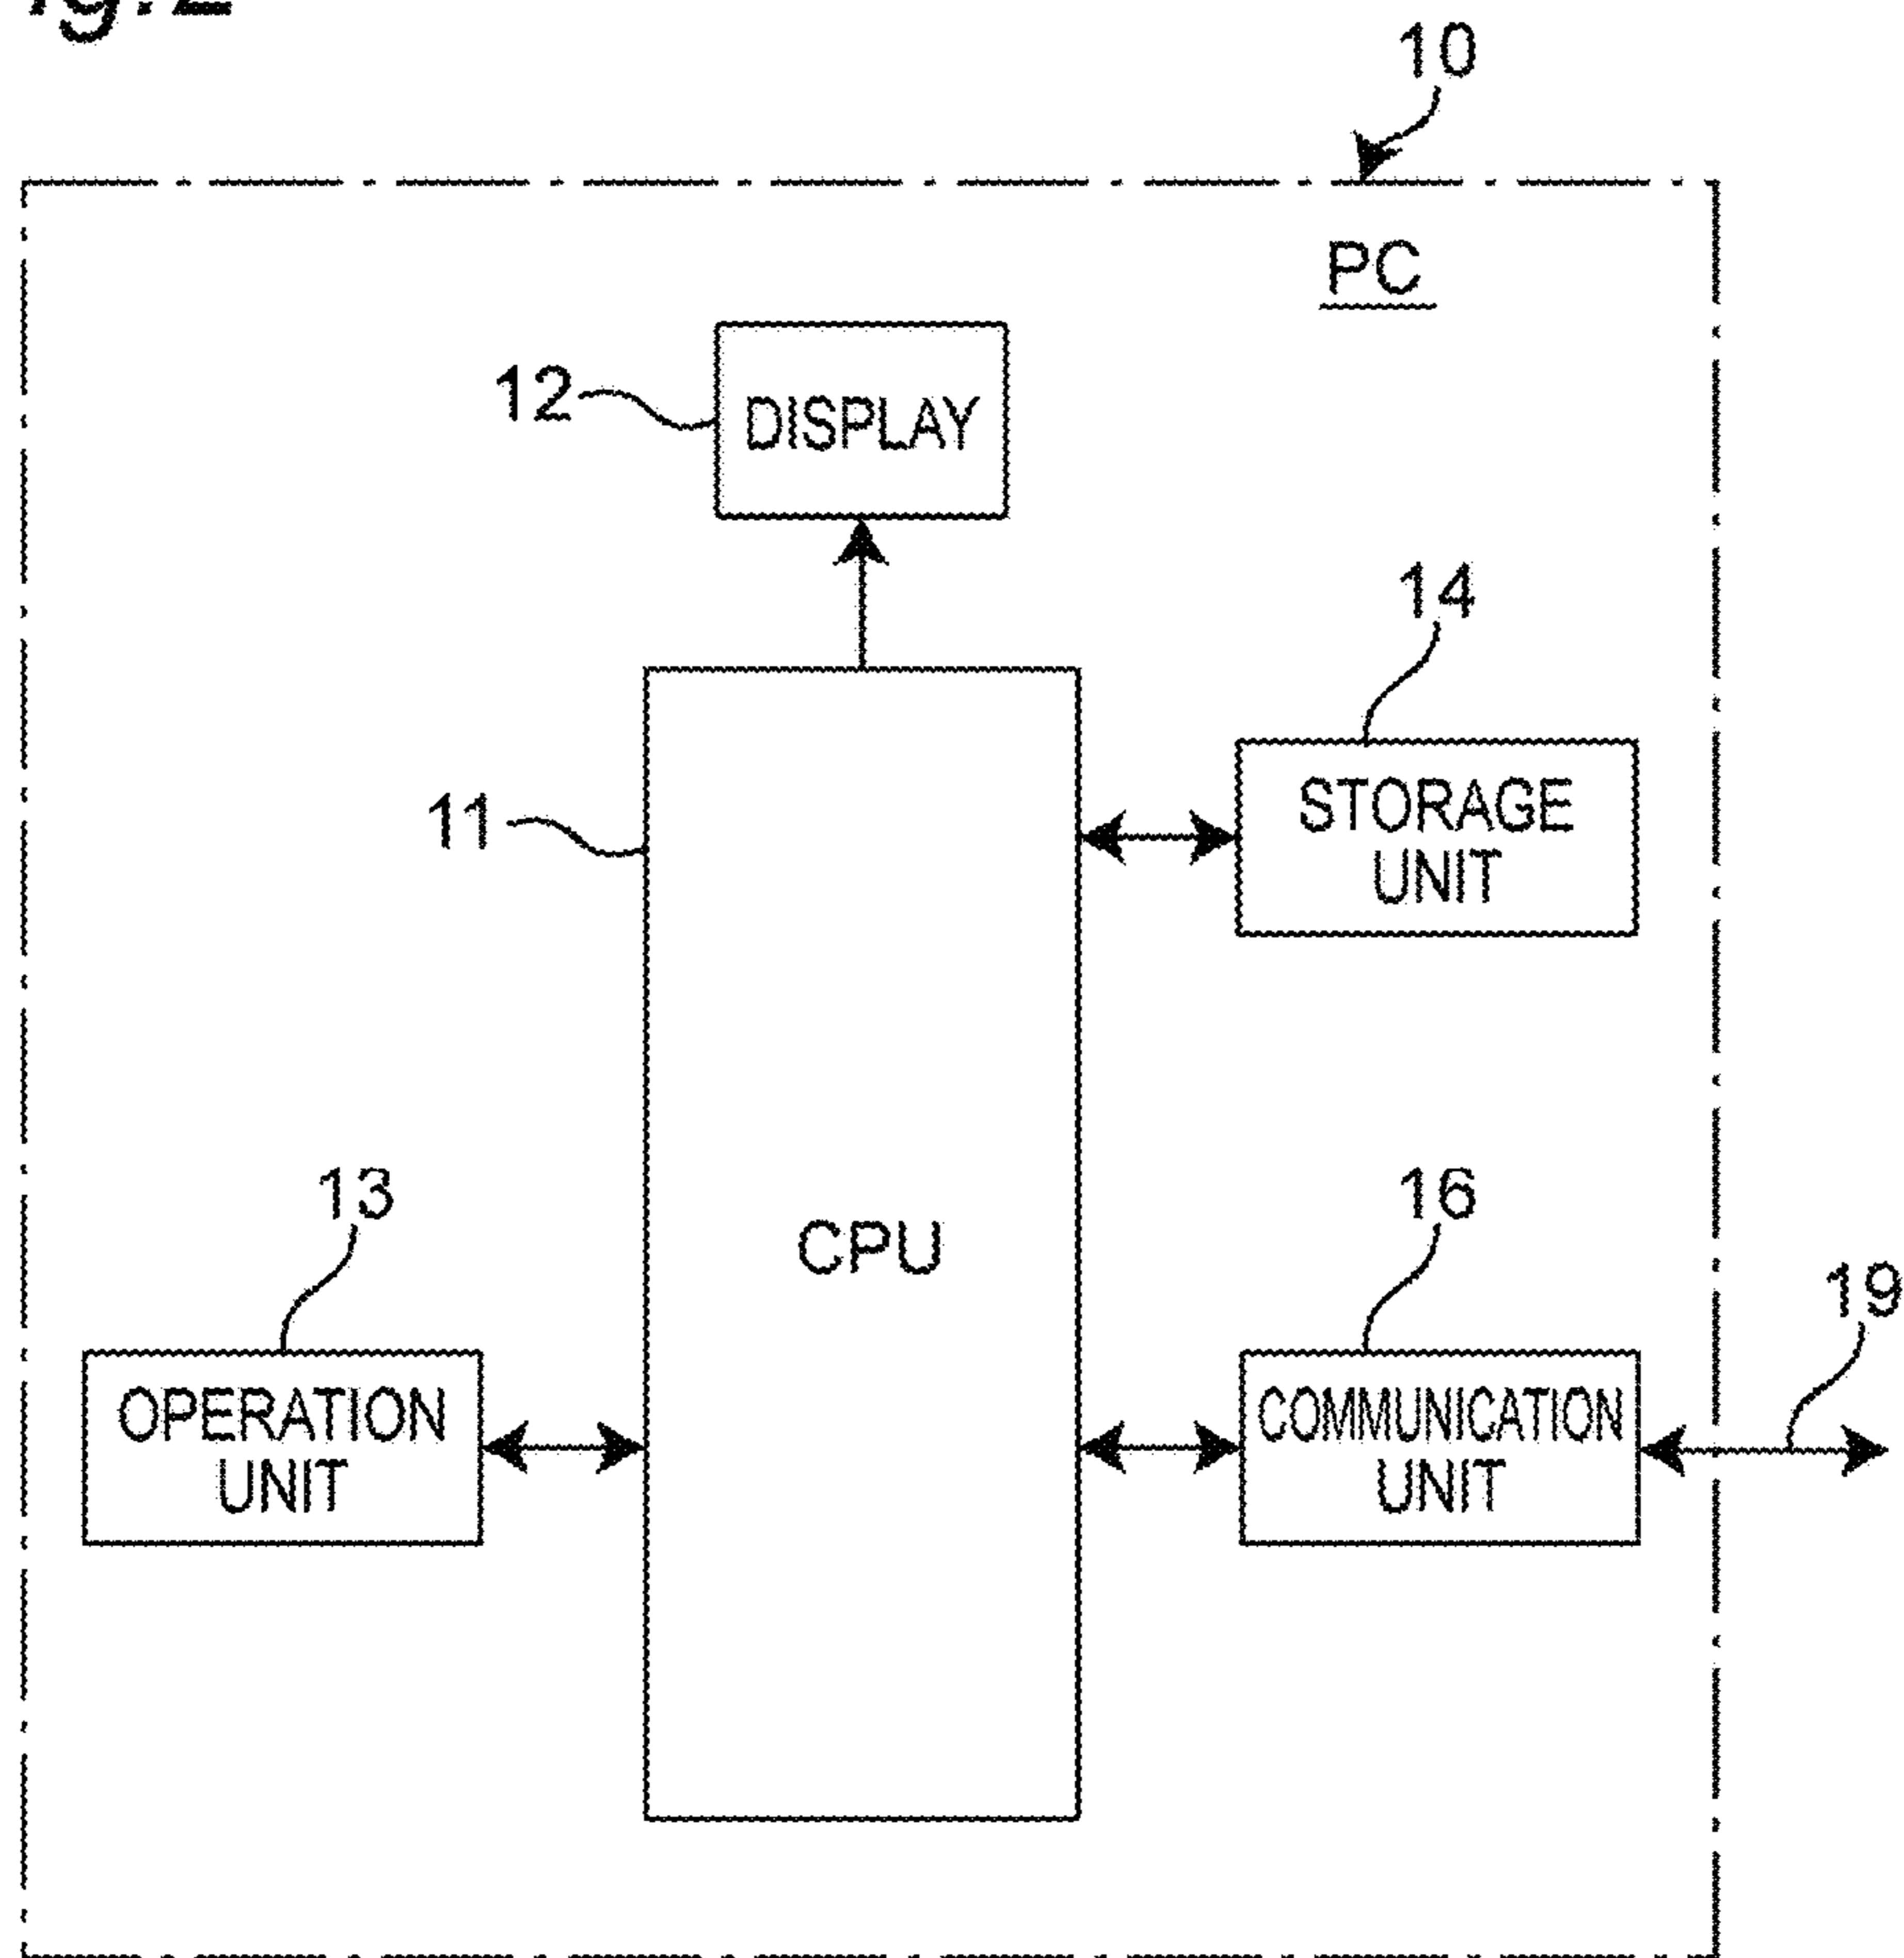 10
PC
12
DISPLAY
14
11
STORAGE
UNIT
13
16
CPU
19
OPERATION
UNIT
COMMUNICATION
UNIT